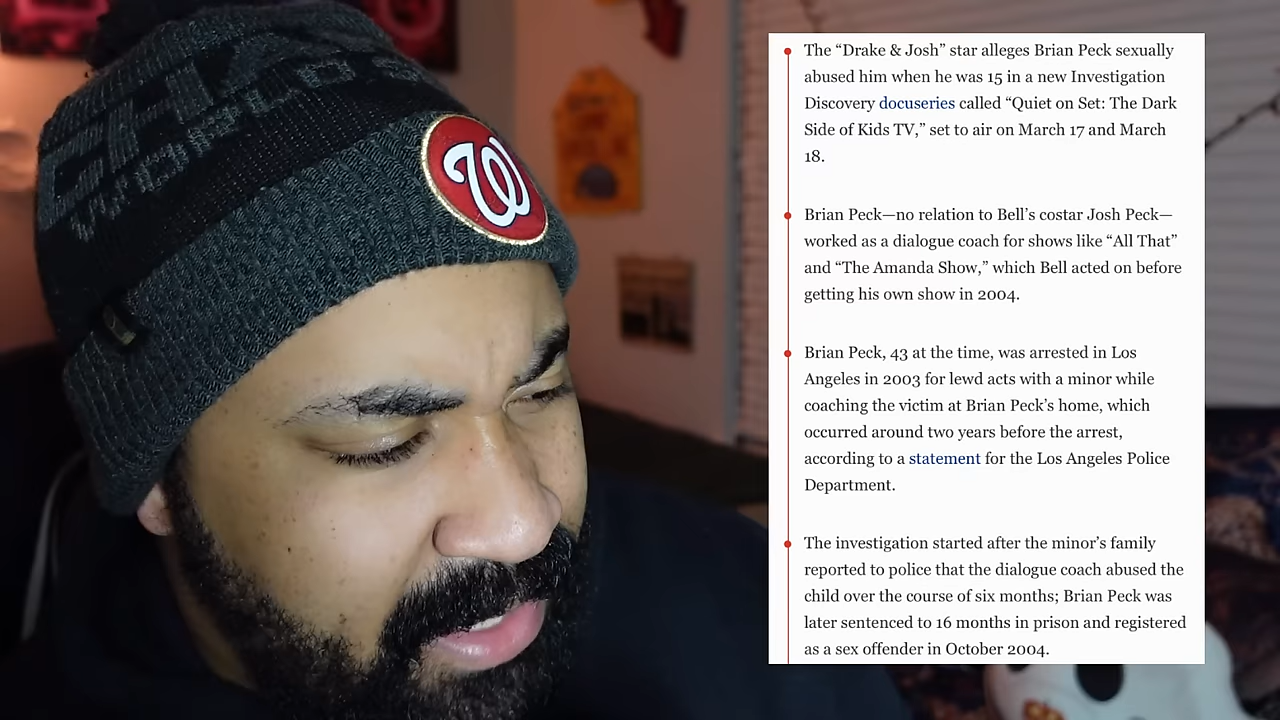 W
The “Drake & Josh” star alleges Brian Peck sexually
abused him when he was 15 in a new Investigation
Discovery docuseries called “Quiet on Set: The Dark
Side of Kids TV,” set to air on March 17 and March
18.
Brian Peck—no relation to Bell’s costar Josh Peck—
worked as a dialogue coach for shows like “All That”
and “The Amanda Show,” which Bell acted on before
getting his own show in 2004.
Brian Peck, 43 at the time, was arrested in Los
Angeles in 2003 for lewd acts with a minor while
coaching the victim at Brian Peck’s home, which
occurred around two years before the arrest,
according to a statement for the Los Angeles Police
Department.
The investigation started after the minor’s family
reported to police that the dialogue coach abused the
child over the course of six months; Brian Peck was
later sentenced to 16 months in prison and registered
as a sex offender in October 2004.